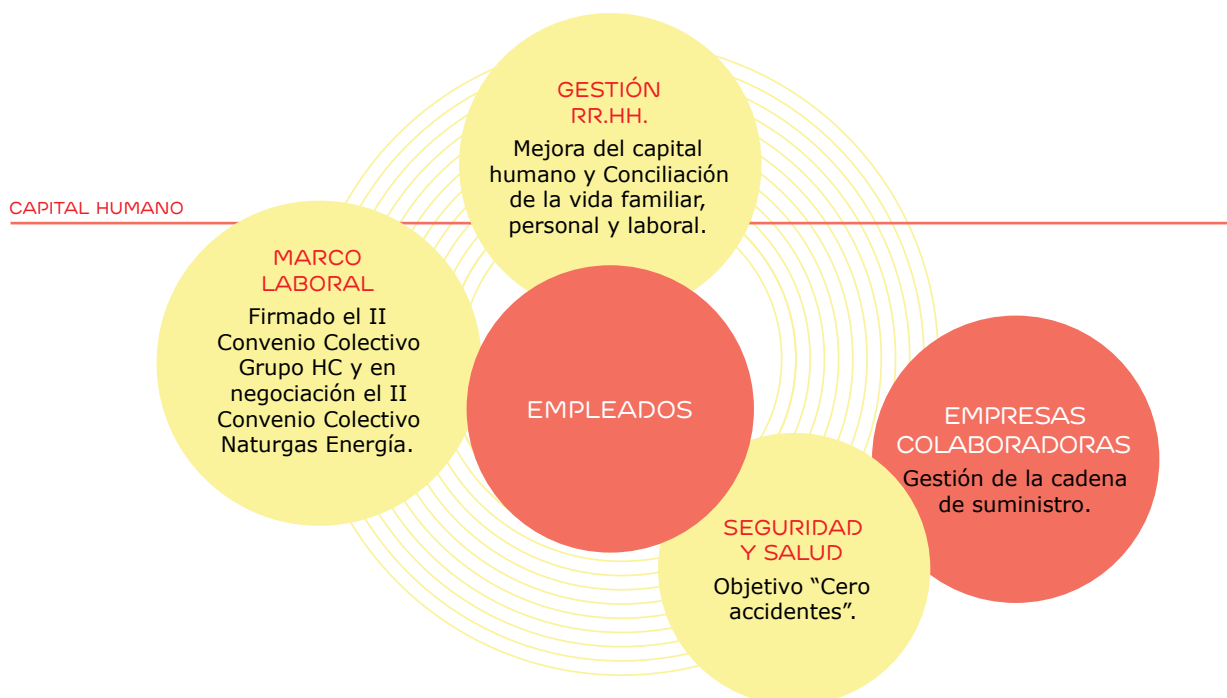 GESTIÓN
RR.HH.
Mejora del capital
humano y Conciliación
de la vida familiar,
personal y laboral.
CAPITAL HUMANO
MARCO
LABORAL
Firmado el II
Convenio Colectivo
Grupo HC y en
negociación el II
Convenio Colectivo
Naturgas Energía.
EMPLEADOS
EMPRESAS
COLABORADORAS
Gestión de la cadena
de suministro.
SEGURIDAD
Y SALUD
Objetivo “Cero
accidentes”.